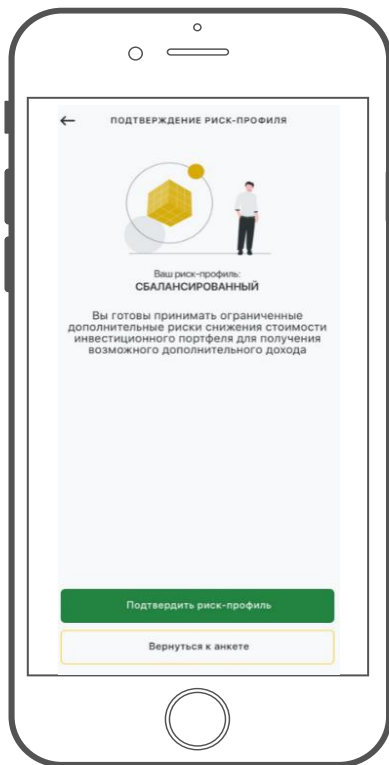 ПОДТВЕРЖДЕНИЕ РИСК-ПРОФИЛЯ
Ваш риск-профиль:
СБАЛАНСИРОВАННЫЙ
Вы готовы принимать ограниченные
дополнительные риски снижения стоимости
инвестиционного портфеля для получения
возможного дополнительного дохода
Подтвердить риск-профиль
Вернуться к анкете